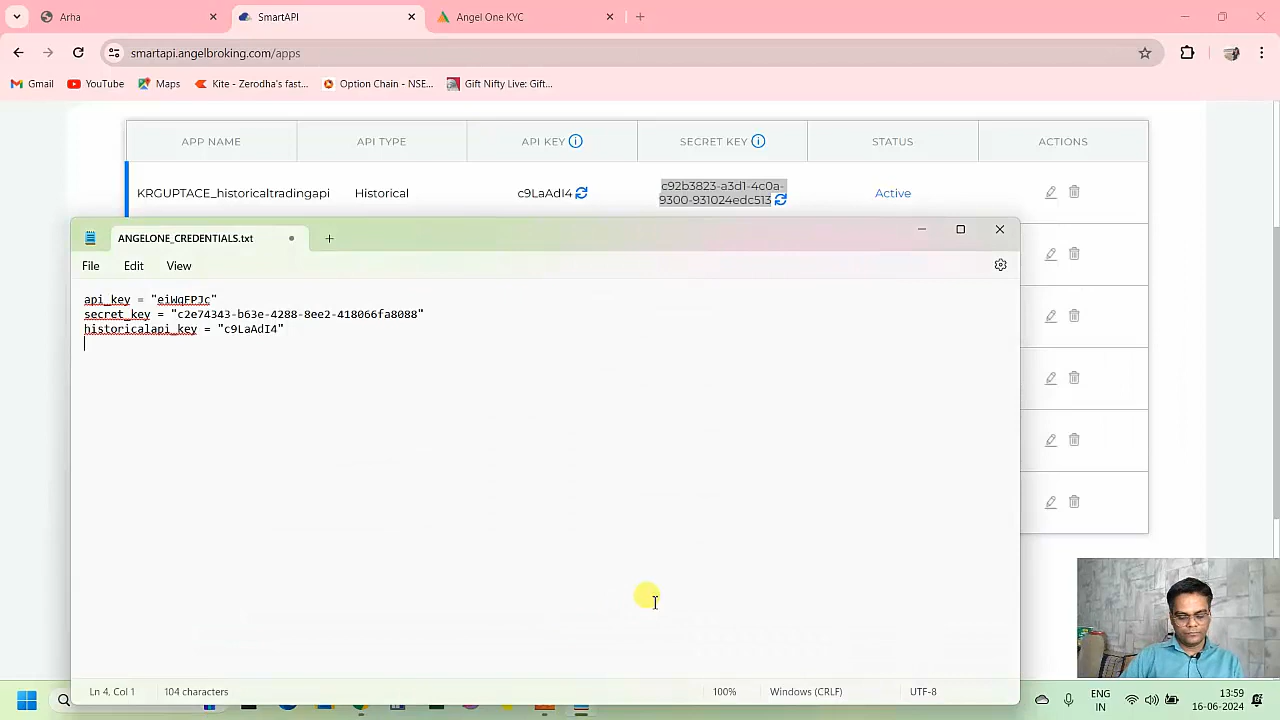 Arha
SmartAPI
Angel One KYC
smartapi.angelbroking.com/apps
Gmail
YouTube
Maps
Kite - Zerodha's fast...
Option Chain - NSE...
Gift Nifty Live: Gift...
APP NAME
API TYPE
API KEY
SECRET KEY
STATUS
ACTIONS
KRGUPTACE_historicaltradingapi
Historical
c9LaAdI4
c92b3823-a3d1-4c0a-
9300-931024edc513
Active
ANGELONE_CREDENTIALS.txt
File
Edit
View
api_key = "eiWqFPJc"
secret_key = "c2e74343-b63e-4288-8ee2-418066fa8088"
historicalapi_key = "c9LaAdI4"
Ln 4, Col 1
104 characters
100%
Windows (CRLF)
UTF-8
ENG
IN
13:59
16-06-2024